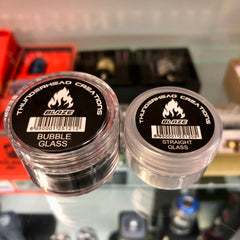 THUNDERHEAD CREATIONS
BLAZE
BUBBLE
GLASS
THUNDERHEAD CREATIONS
BLAZE
STRAIGHT
GLASS